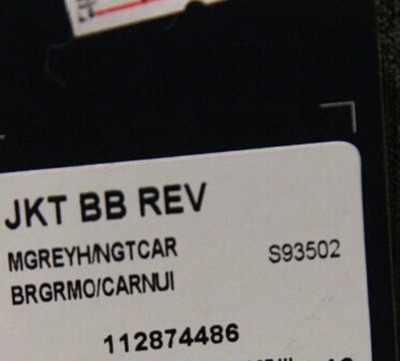 JKT BB REV
MGREYH/NGTCAR S93502
BRGRMO/CARNUI
112874486